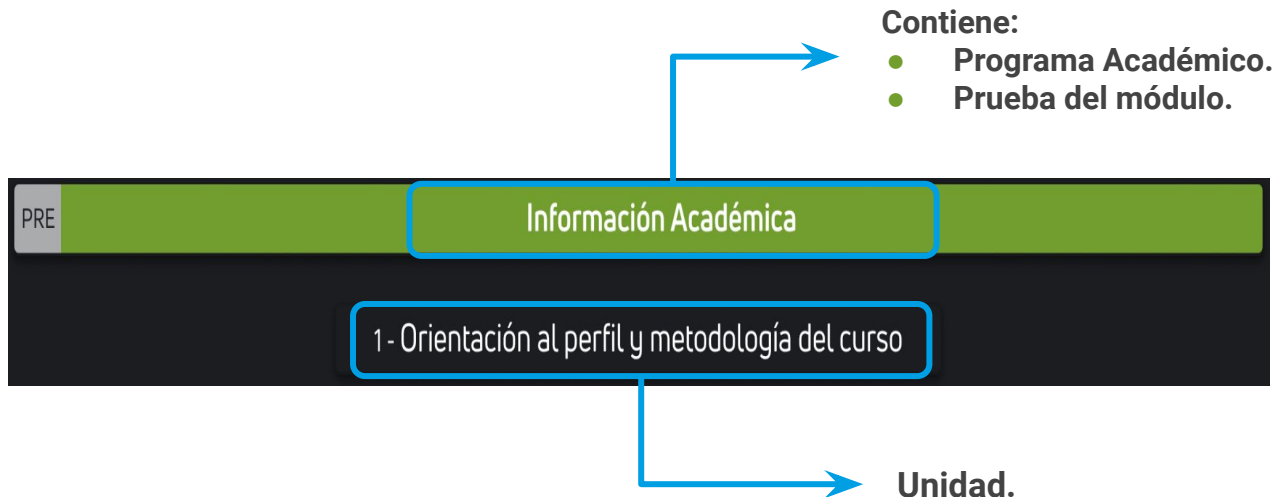 Contiene:
● Programa Académico.
● Prueba del módulo.
PRE
Información Académica
1 - Orientación al perfil y metodología del curso
Unidad.